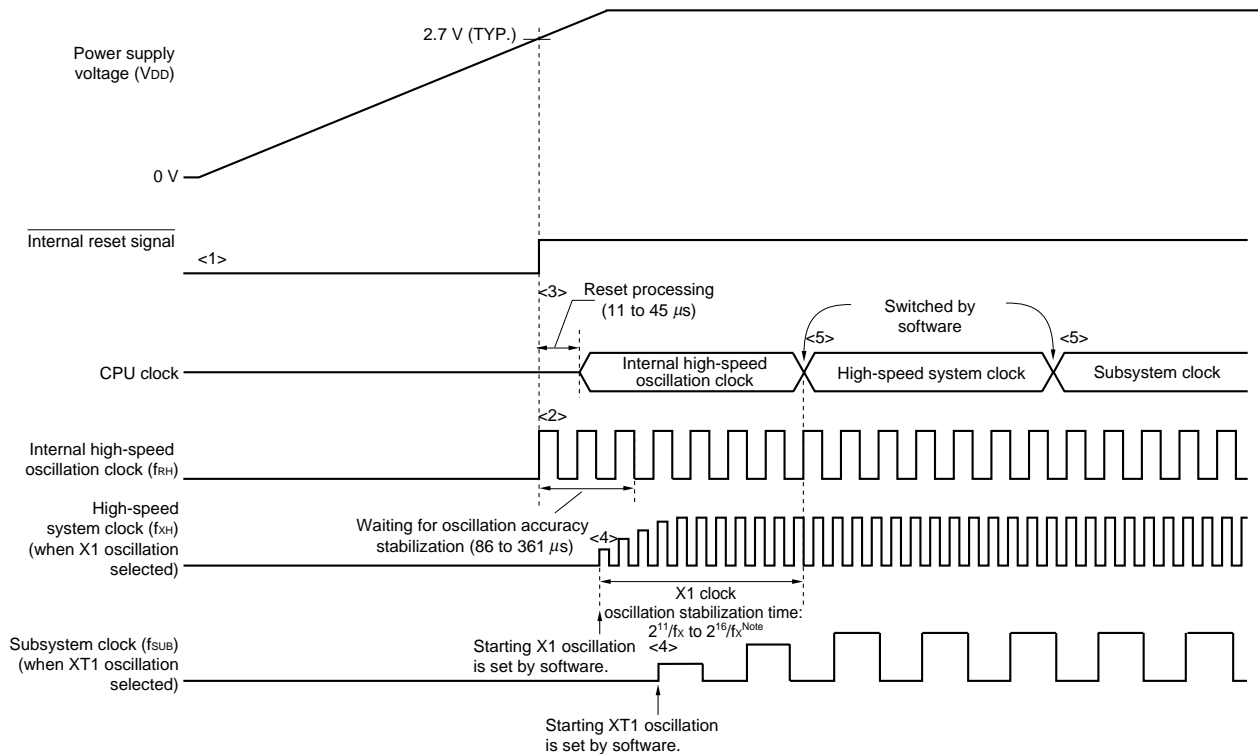 2.7 V (TYP.)
Power supply
voltage (VDD)
0 V
Internal reset signal
<1>
<3>
Reset processing
(11 to 45 μs)
Switched by
software
<5>
<5>
CPU clock
Internal high-speed
oscillation clock
High-speed system clock
Subsystem clock
<2>
Internal high-speed
oscillation clock (fRH)
High-speed
system clock (fXH)
(when X1 oscillation
selected)
Waiting for oscillation accuracy
stabilization (86 to 361 μs)
<4>
X1 clock
oscillation stabilization time:
2^11/fX to 2^16/fX^Note
Starting X1 oscillation
is set by software.
<4>
Subsystem clock (fSUB)
(when XT1 oscillation
selected)
Starting XT1 oscillation
is set by software.